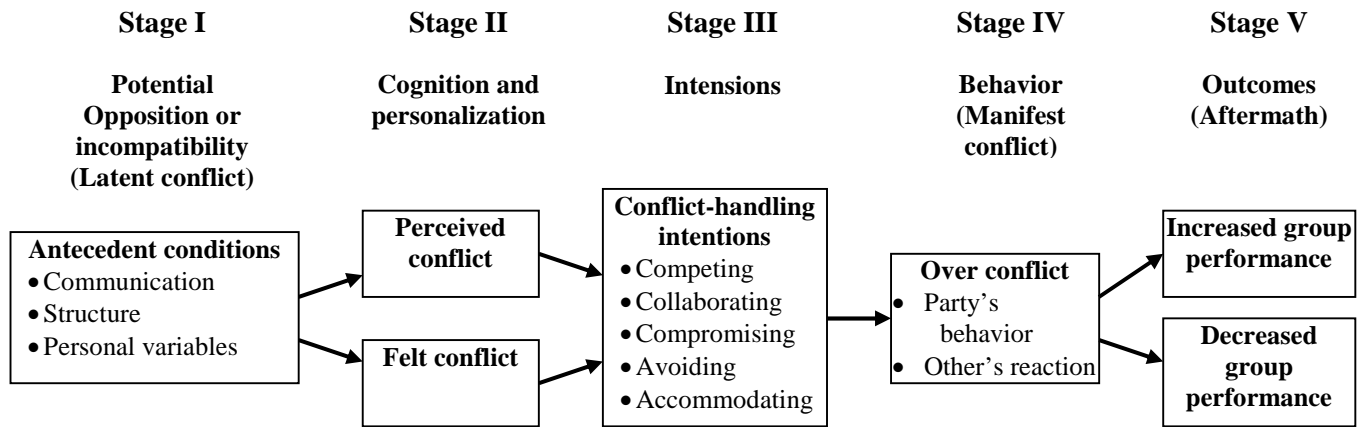 Stage I
Stage II
Stage III
Stage IV
Stage V
Potential
Opposition or
incompatibility
(Latent conflict)
Cognition and
personalization
Intensions
Behavior
(Manifest
conflict)
Outcomes
(Aftermath)
Antecedent conditions
• Communication
• Structure
• Personal variables
Perceived
conflict
Felt conflict
Conflict-handling
intentions
• Competing
• Collaborating
• Compromising
• Avoiding
• Accommodating
Over conflict
• Party’s
behavior
• Other’s reaction
Increased group
performance
Decreased
group
performance